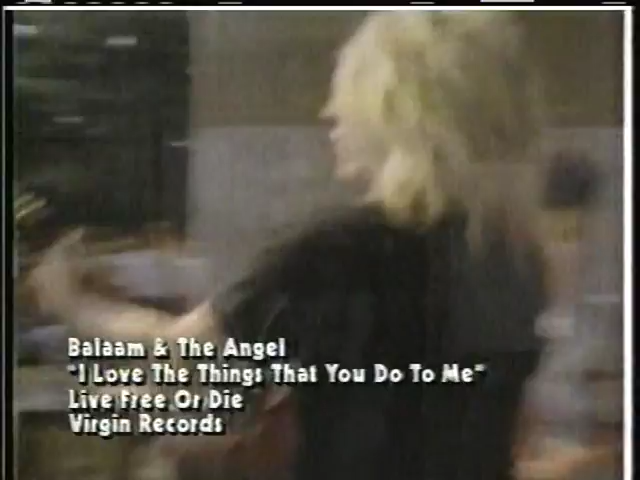 Balaam & The Angel
"I Love The Things That You Do To Me"
Live Free Or Die
Virgin Records